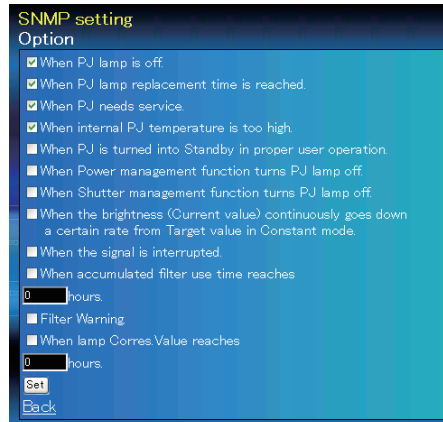 SNMP setting
Option
When PJ lamp is off.
When PJ lamp replacement time is reached.
When PJ needs service.
When internal PJ temperature is too high.
When PJ is turned into Standby in proper user operation.
When Power management function turns PJ lamp off.
When Shutter management function turns PJ lamp off.
When the brightness (Current value) continuously goes down
a certain rate from Target value in Constant mode.
When the signal is interrupted.
When accumulated filter use time reaches
0 hours.
Filter Warning.
When lamp Corres.Value reaches
0 hours.
Set
Back